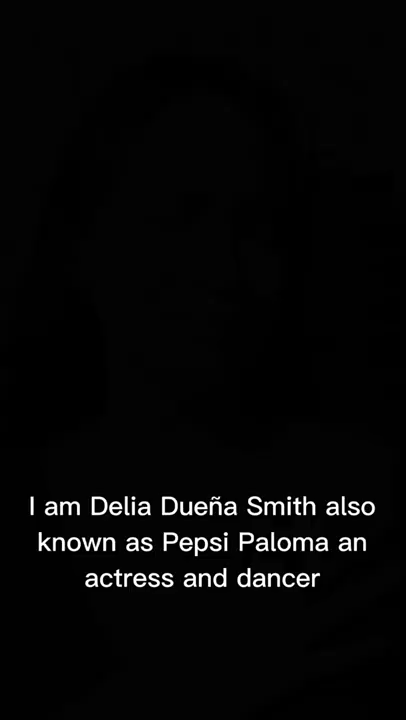 I am Delia Dueña Smith also
known as Pepsi Paloma an
actress and dancer